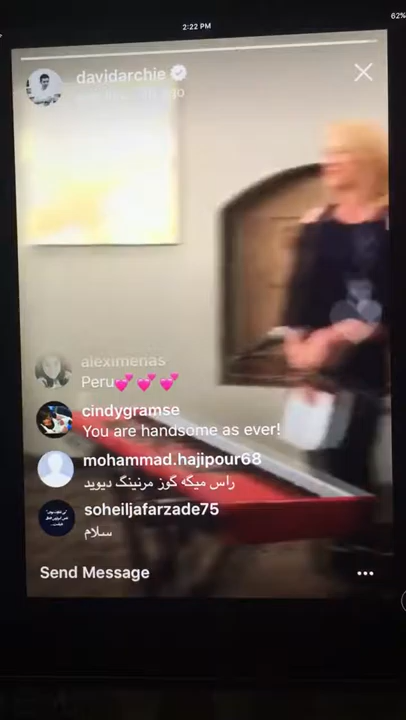 2:22 PM
62%
davidarchie
ago
aleximenas
Peru💕💕💕
cindygramse
You are handsome as ever!
mohammad.hajipour68
راس میگه گوز مرنینگ دیوید
soheiljafarzade75
سلام
Send Message